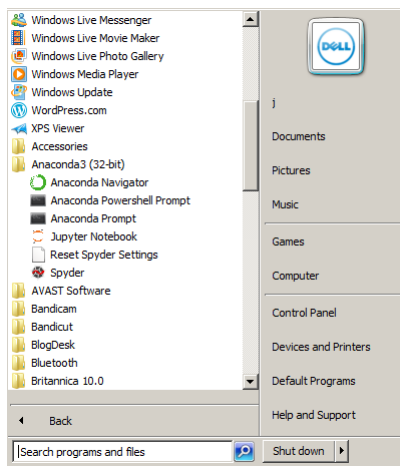 Windows Live Messenger
Windows Live Movie Maker
Windows Live Photo Gallery
Windows Media Player
Windows Update
WordPress.com
XPS Viewer
Accessories
Anaconda3 (32-bit)
Anaconda Navigator
Anaconda Powershell Prompt
Anaconda Prompt
Jupyter Notebook
Reset Spyder Settings
Spyder
AVAST Software
Bandicam
Bandicut
BlogDesk
Bluetooth
Britannica 10.0
Back
Search programs and files
DELL
j
Documents
Pictures
Music
Games
Computer
Control Panel
Devices and Printers
Default Programs
Help and Support
Shut down